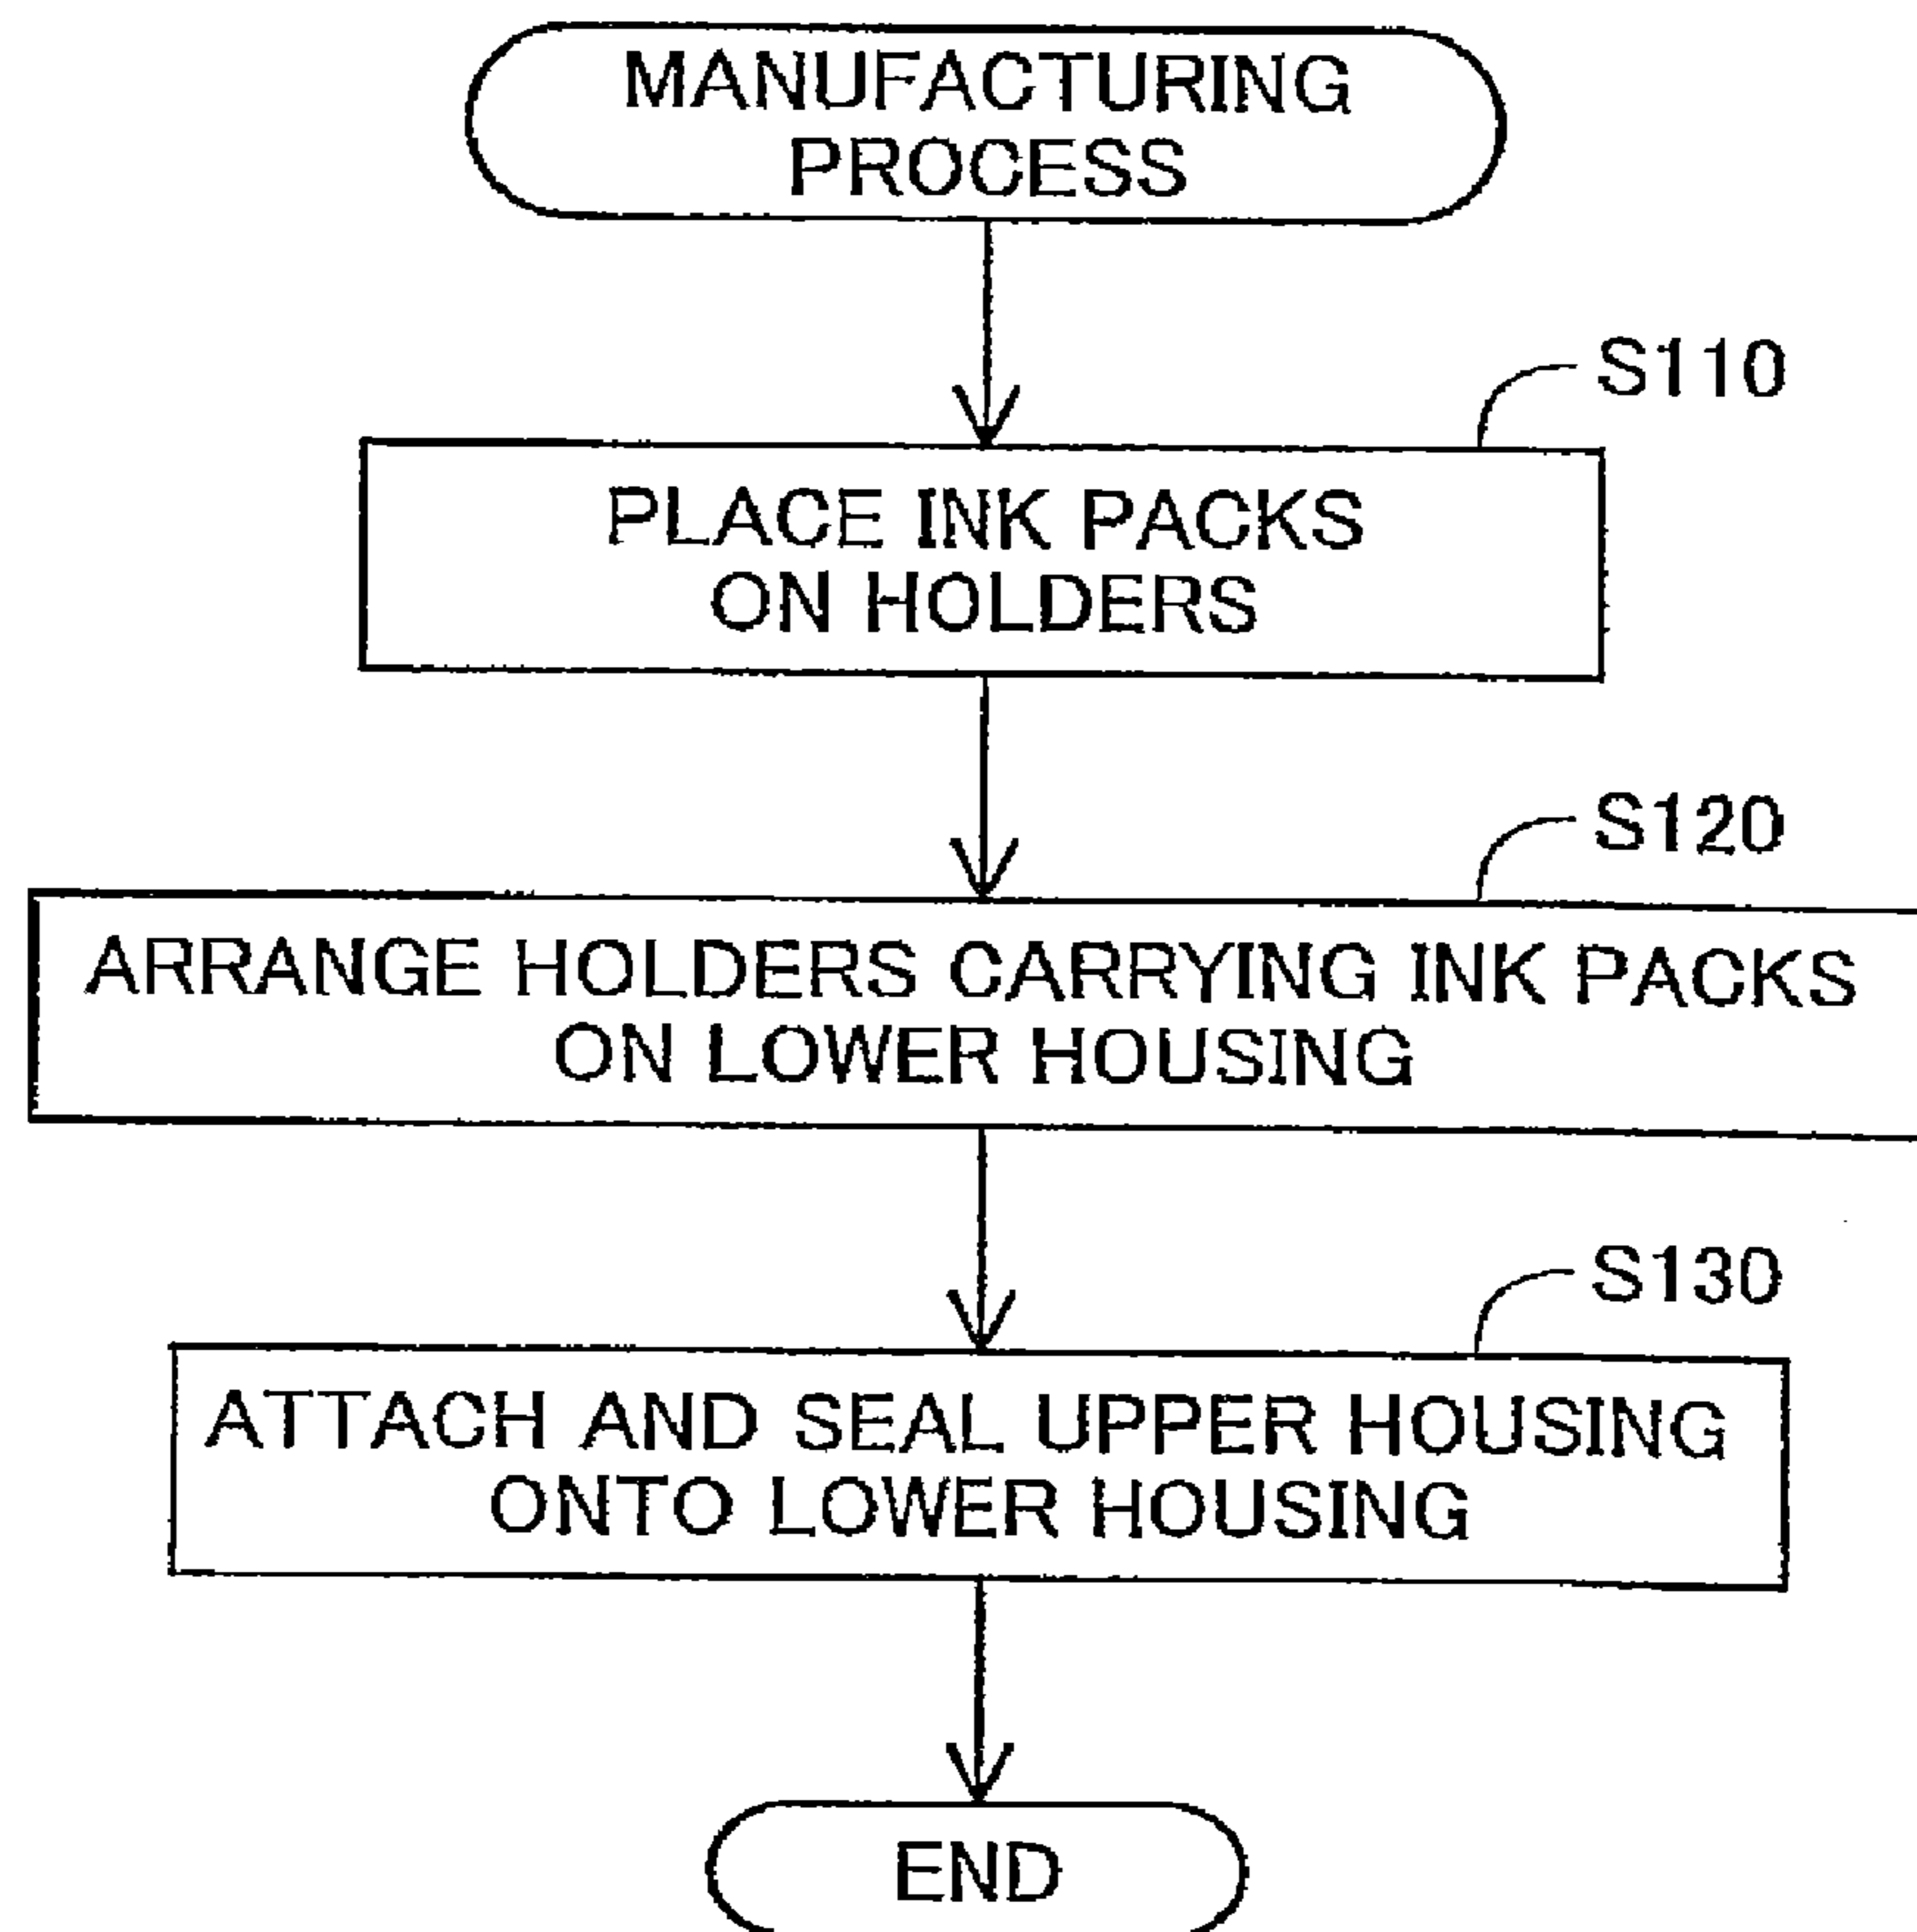 MANUFACTURING
PROCESS
S110
PLACE INK PACKS
ON HOLDERS
S120
ARRANGE HOLDERS CARRYING INK PACKS
ON LOWER HOUSING
S130
ATTACH AND SEAL UPPER HOUSING
ONTO LOWER HOUSING
END